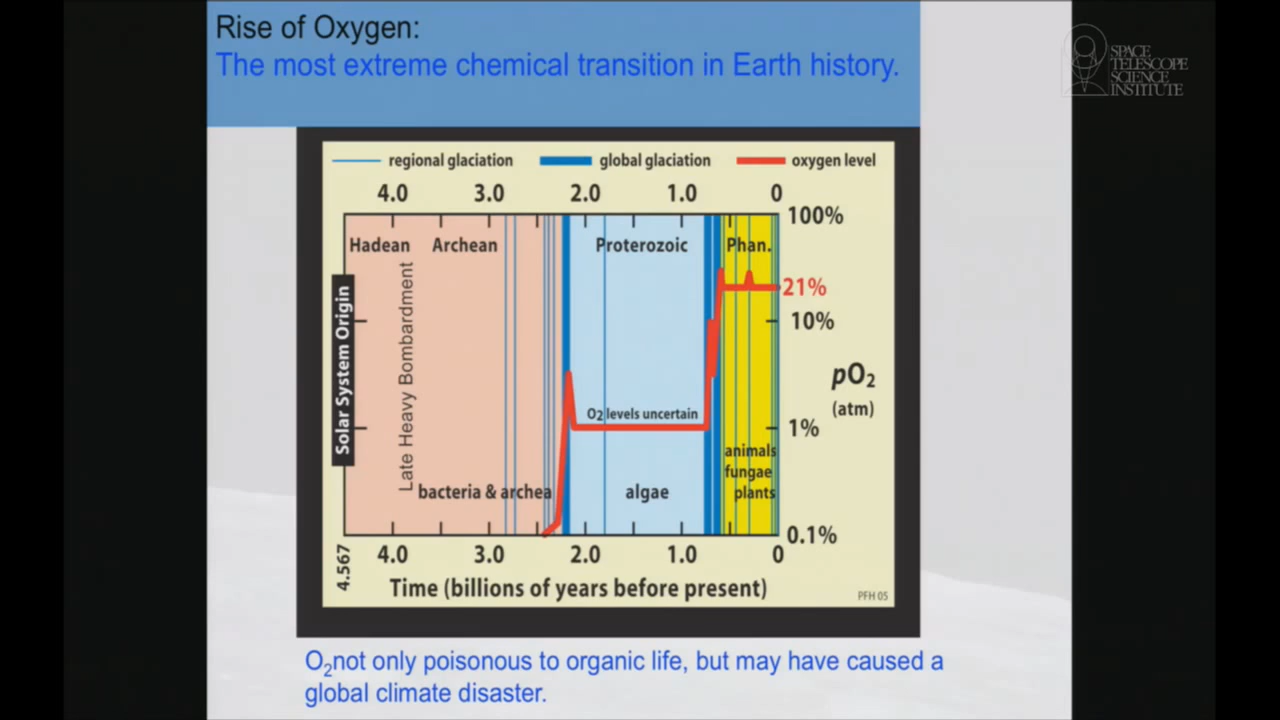 Rise of Oxygen:
The most extreme chemical transition in Earth history.
SPACE
TELESCOPE
SCIENCE
INSTITUTE
regional glaciation global glaciation oxygen level
4.0 3.0 2.0 1.0 0
100%
Hadean Archean Proterozoic Phan.
Solar System Origin
Late Heavy Bombardment
21%
10%
pO2
(atm)
O2 levels uncertain
1%
animals
fungae
plants
bacteria & archea algae
0.1%
4.567
4.0 3.0 2.0 1.0 0
Time (billions of years before present)
PFH 05
O2not only poisonous to organic life, but may have caused a
global climate disaster.